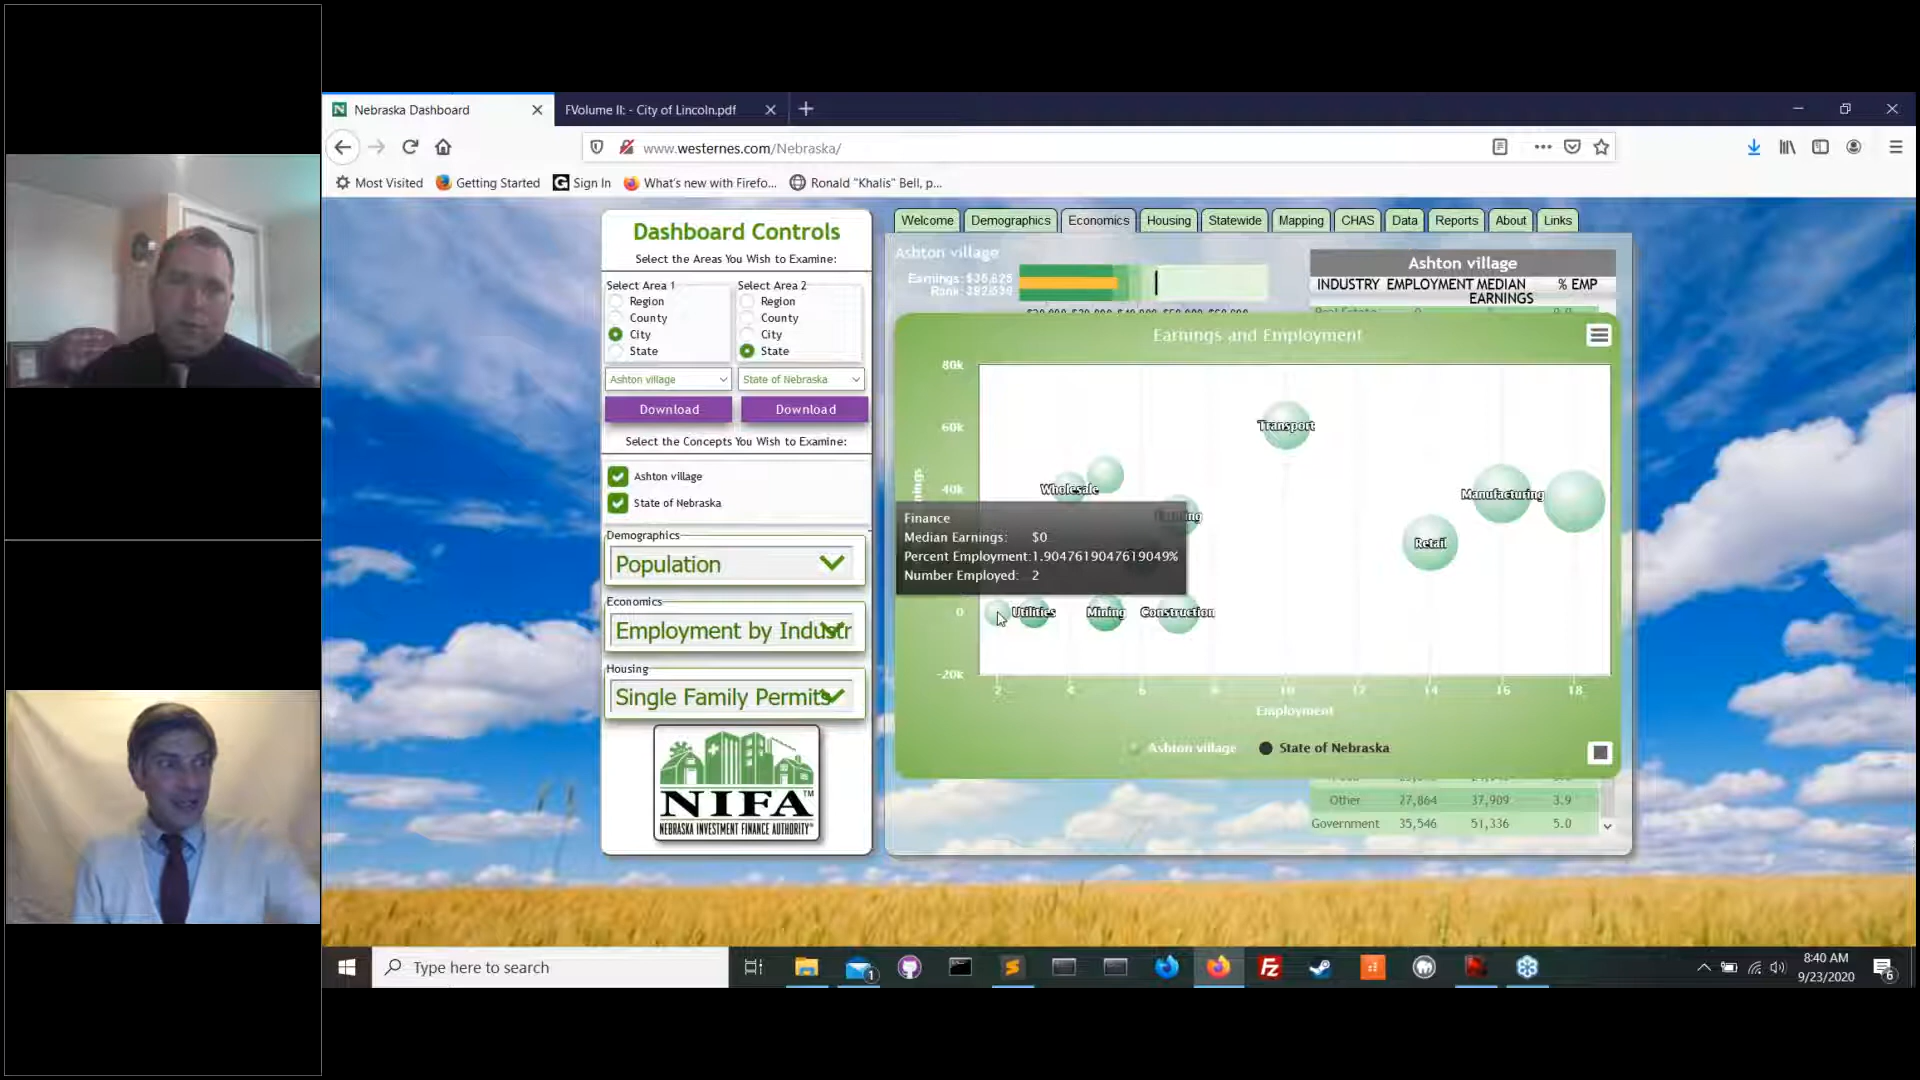 Nebraska Dashboard
FVolume II: - City of Lincoln.pdf
www.westernes.com/Nebraska/
Most Visited
Getting Started
Sign In
What's new with Firefo...
Ronald "Khalis" Bell, p...
Dashboard Controls
Select the Areas You Wish to Examine:
Select Area 1
Select Area 2
Region
Region
County
County
City
City
State
State
Ashton village
State of Nebraska
Download
Download
Select the Concepts You Wish to Examine:
Ashton village
State of Nebraska
Demographics
Population
Economics
Employment by Industr
Housing
Single Family Permits
NIFA™
NEBRASKA INVESTMENT FINANCE AUTHORITY
Welcome
Demographics
Economics
Housing
Statewide
Mapping
CHAS
Data
Reports
About
Links
Ashton village
Ashton village
INDUSTRY EMPLOYMENT MEDIAN EARNINGS % EMP
Earnings and Employment
80k
60k
40k
0
-20k
Transport
Wholesale
Manufacturing
Retail
Utilities
Mining
Construction
Finance
Median Earnings: $0
Percent Employment:1.9047619047619049%
Number Employed: 2
2 4 6 8 10 12 14 16 18
Employment
Ashton village
State of Nebraska
Other 27,864 37,909 3.9
Government 35,546 51,336 5.0
Type here to search
1
8:40 AM
9/23/2020
6